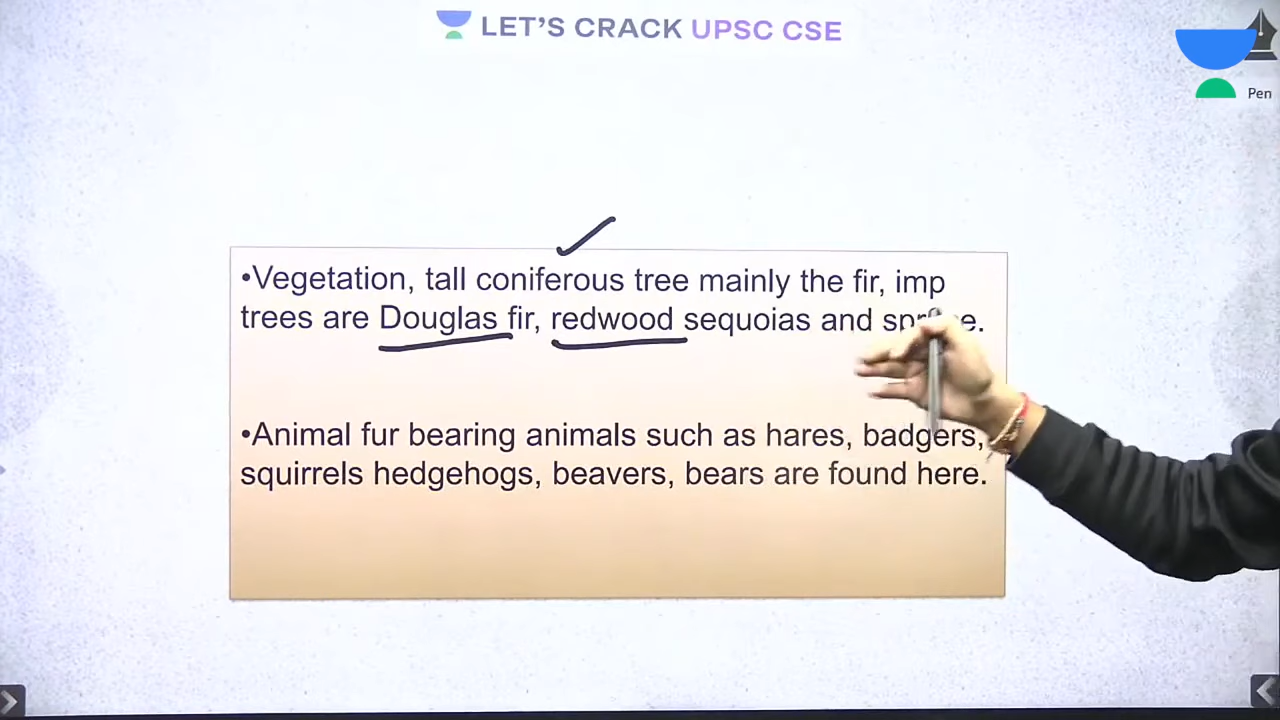 LET'S CRACK UPSC CSE
Pen
•Vegetation, tall coniferous tree mainly the fir, imp
trees are Douglas fir, redwood sequoias and
•Animal fur bearing animals such as hares, badgers,
squirrels hedgehogs, beavers, bears are found here.